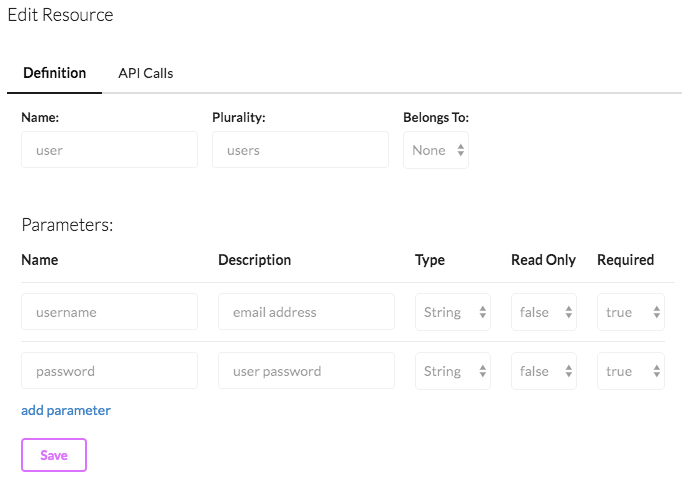 Edit Resource
Definition API Calls
Name: Plurality: Belongs To:
user users None
Parameters:
Name Description Type Read Only Required
username email address String false true
password user password String false true
add parameter
Save